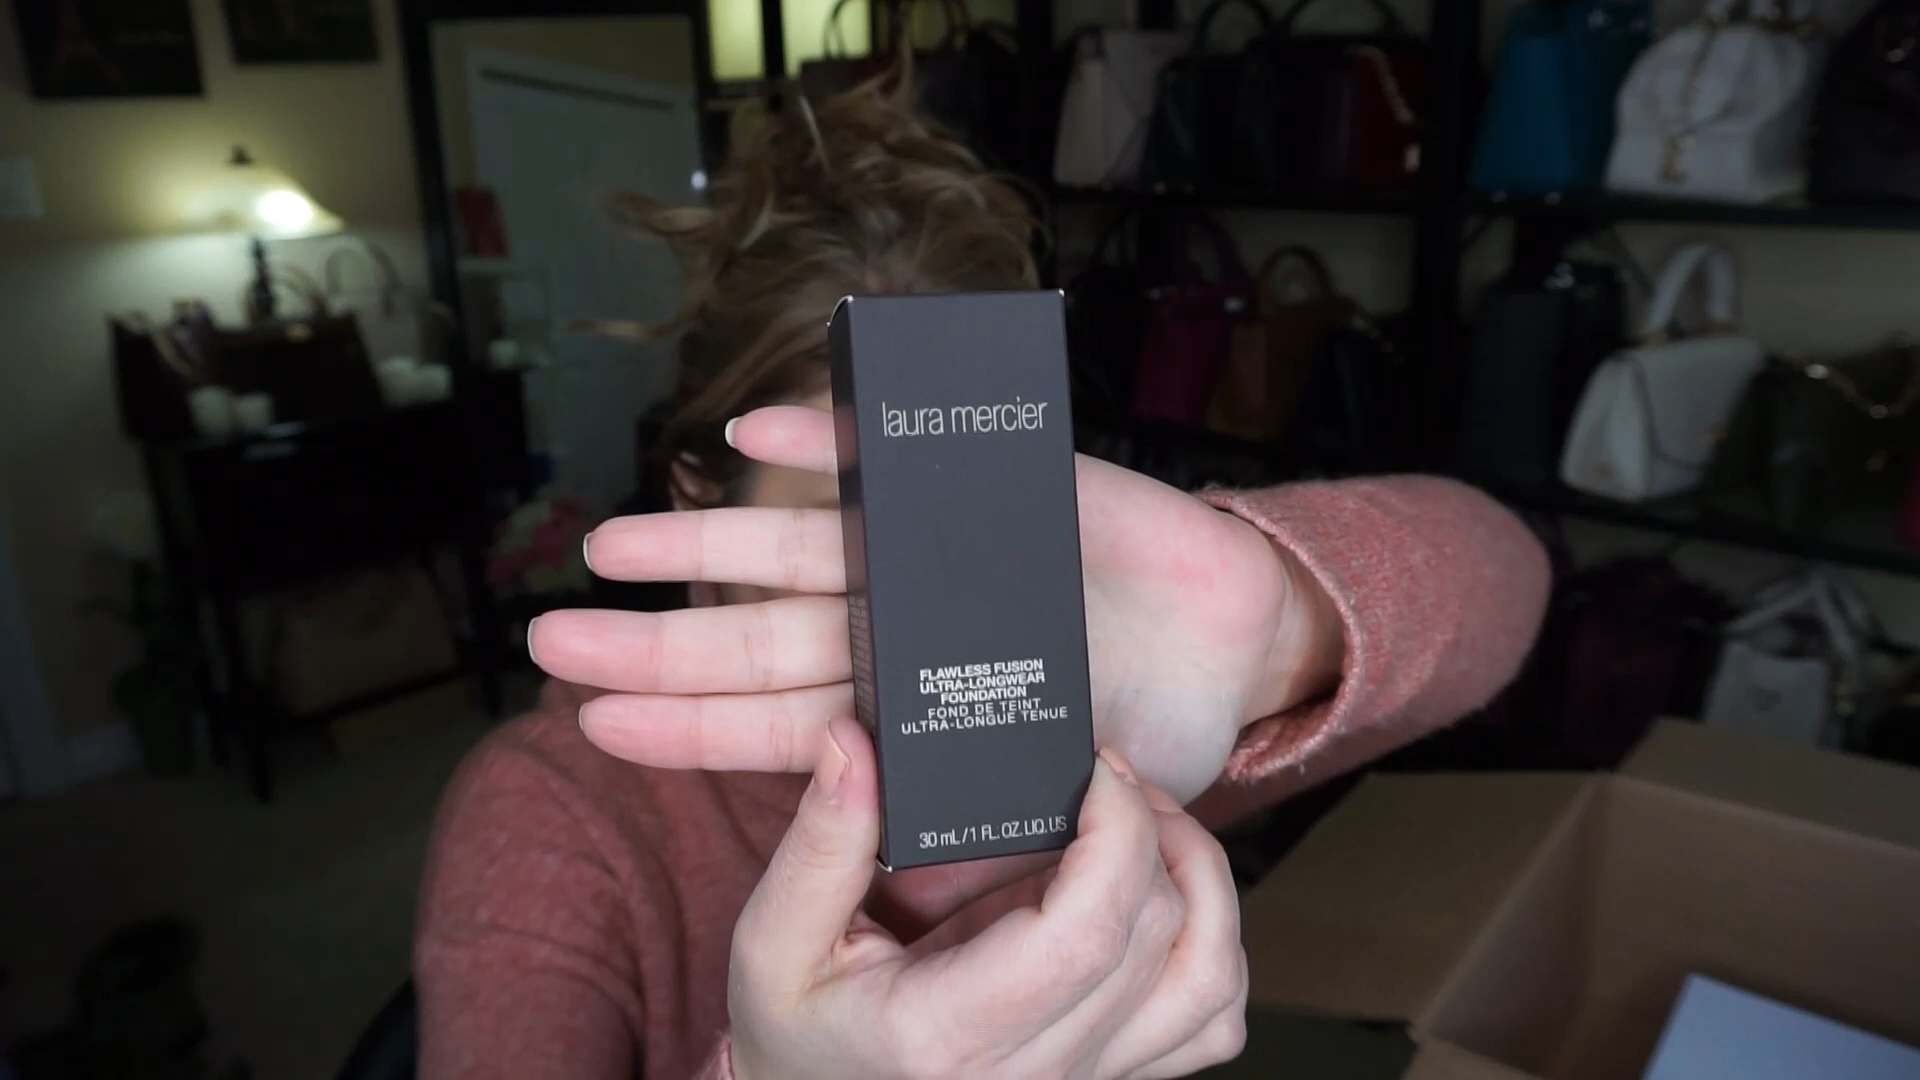 laura mercier
FLAWLESS FUSION
ULTRA-LONGWEAR
FOUNDATION
FOND DE TEINT
ULTRA-LONGUE TENUE
30 mL / 1 FL. OZ. LIQ. US